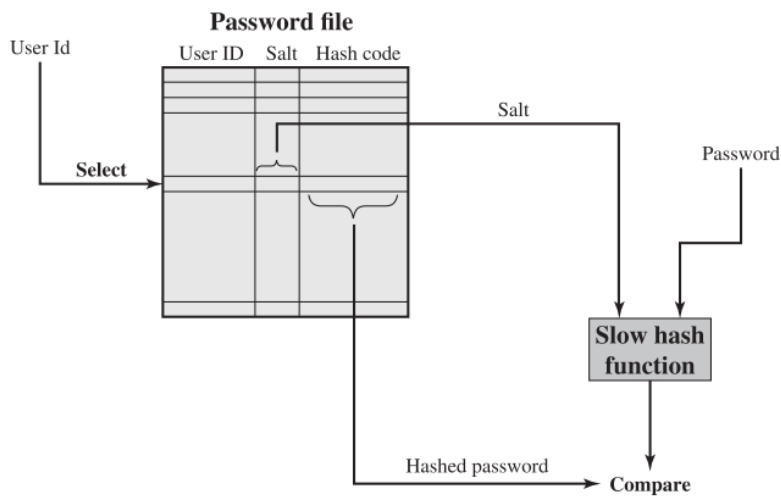 Password file
User Id
User ID Salt Hash code
Salt
Password
Select
Slow hash
function
Hashed password
Compare